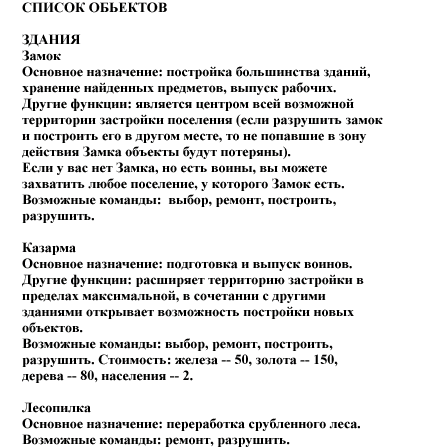 СПИСОК ОБЬЕКТОВ
ЗДАНИЯ
Замок
Основное назначение: постройка большинства зданий,
хранение найденных предметов, выпуск рабочих.
Другие функции: является центром всей возможной
территории застройки поселения (если разрушить замок
и построить его в другом месте, то не попавшие в зону
действия Замка объекты будут потеряны).
Если у вас нет Замка, но есть воины, вы можете
захватить любое поселение, у которого Замок есть.
Возможные команды: выбор, ремонт, построить,
разрушить.
Казарма
Основное назначение: подготовка и выпуск воинов.
Другие функции: расширяет территорию застройки в
пределах максимальной, в сочетании с другими
зданиями открывает возможность постройки новых
объектов.
Возможные команды: выбор, ремонт, построить,
разрушить. Стоимость: железа -- 50, золота -- 150,
дерева -- 80, населения -- 2.
Лесопилка
Основное назначение: переработка срубленного леса.
Возможные команды: ремонт, разрушить.